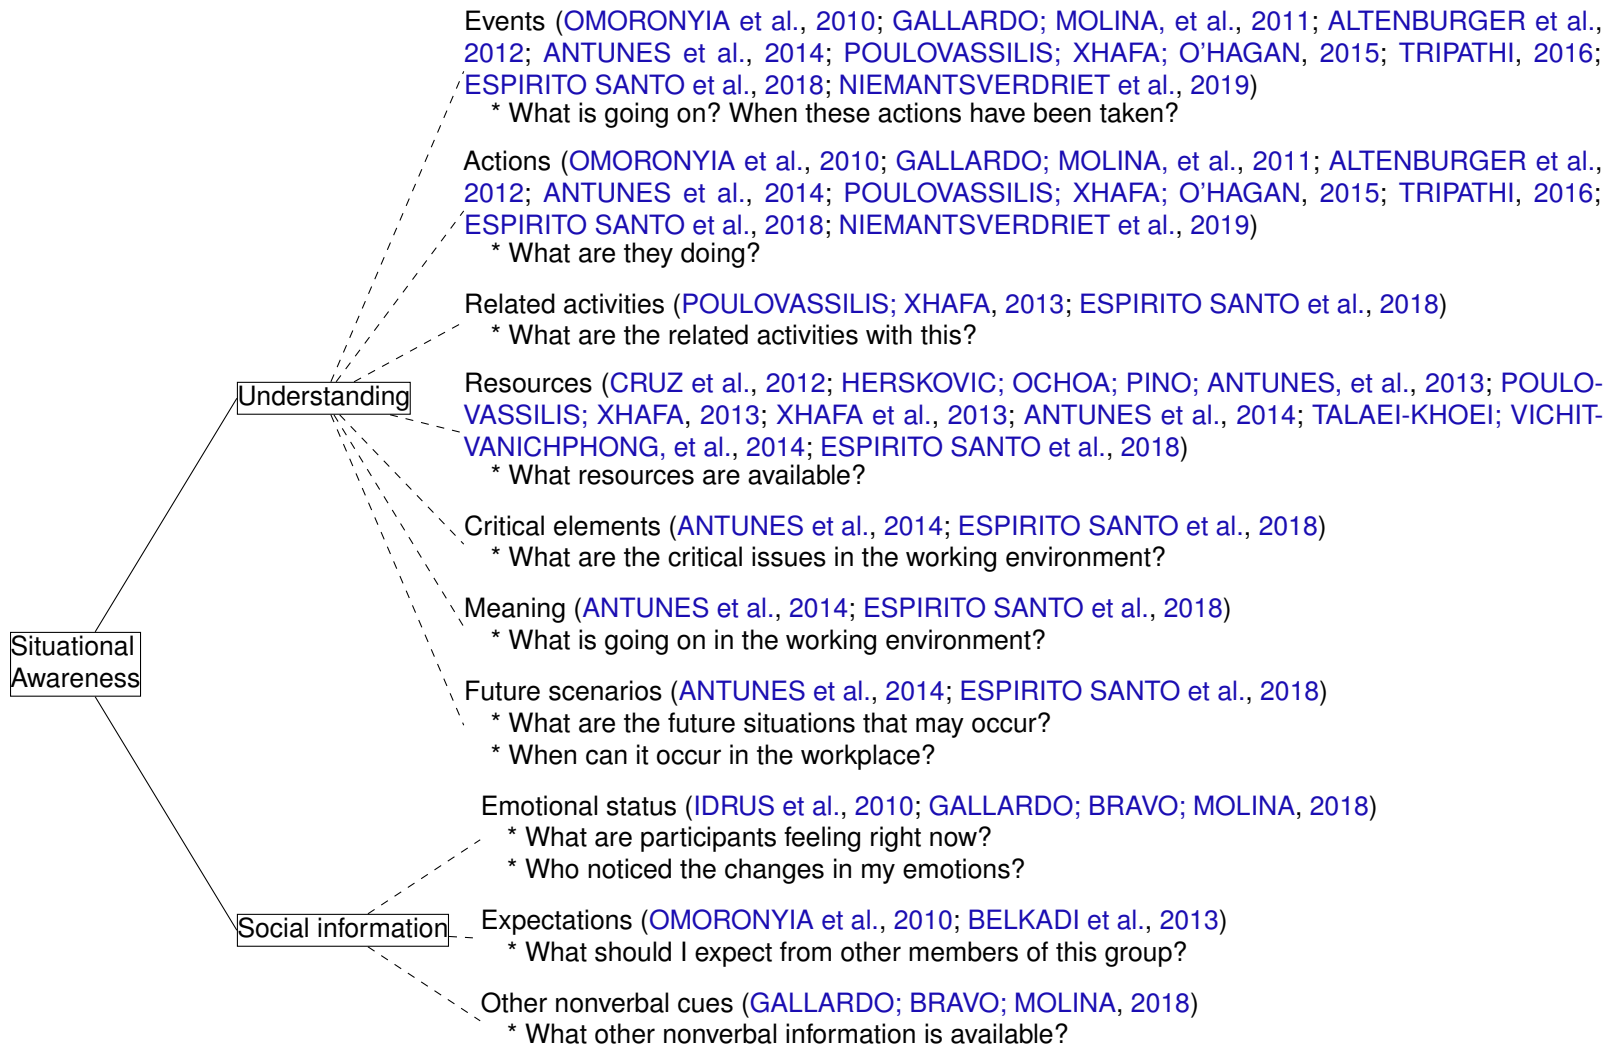 Events (OMORONYIA et al., 2010; GALLARDO; MOLINA, et al., 2011; ALTENBURGER et al.,
2012; ANTUNES et al., 2014; POULOVASSILIS; XHAFA; O'HAGAN, 2015; TRIPATHI, 2016;
ESPIRITO SANTO et al., 2018; NIEMANTSVERDRIET et al., 2019)
* What is going on? When these actions have been taken?
Actions (OMORONYIA et al., 2010; GALLARDO; MOLINA, et al., 2011; ALTENBURGER et al.,
2012; ANTUNES et al., 2014; POULOVASSILIS; XHAFA; O'HAGAN, 2015; TRIPATHI, 2016;
ESPIRITO SANTO et al., 2018; NIEMANTSVERDRIET et al., 2019)
* What are they doing?
Related activities (POULOVASSILIS; XHAFA, 2013; ESPIRITO SANTO et al., 2018)
* What are the related activities with this?
Understanding
Resources (CRUZ et al., 2012; HERSKOVIC; OCHOA; PINO; ANTUNES, et al., 2013; POULO-
VASSILIS; XHAFA, 2013; XHAFA et al., 2013; ANTUNES et al., 2014; TALAEI-KHOEI; VICHIT-
VANICHPHONG, et al., 2014; ESPIRITO SANTO et al., 2018)
* What resources are available?
Critical elements (ANTUNES et al., 2014; ESPIRITO SANTO et al., 2018)
* What are the critical issues in the working environment?
Meaning (ANTUNES et al., 2014; ESPIRITO SANTO et al., 2018)
* What is going on in the working environment?
Situational
Awareness
Future scenarios (ANTUNES et al., 2014; ESPIRITO SANTO et al., 2018)
* What are the future situations that may occur?
* When can it occur in the workplace?
Emotional status (IDRUS et al., 2010; GALLARDO; BRAVO; MOLINA, 2018)
* What are participants feeling right now?
* Who noticed the changes in my emotions?
Social information
Expectations (OMORONYIA et al., 2010; BELKADI et al., 2013)
* What should I expect from other members of this group?
Other nonverbal cues (GALLARDO; BRAVO; MOLINA, 2018)
* What other nonverbal information is available?